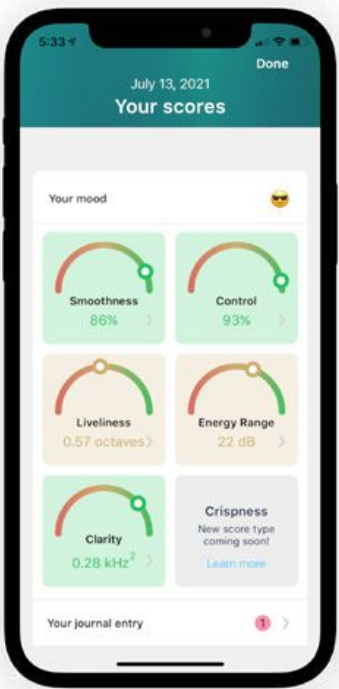 5:33
Done
July 13, 2021
Your scores
Your mood
Smoothness
86%
Control
93%
Liveliness
0.57 octaves
Energy Range
22 dB
Clarity
0.28 kHz²
Crispness
New score type
coming soon!
Learn more
Your journal entry
1